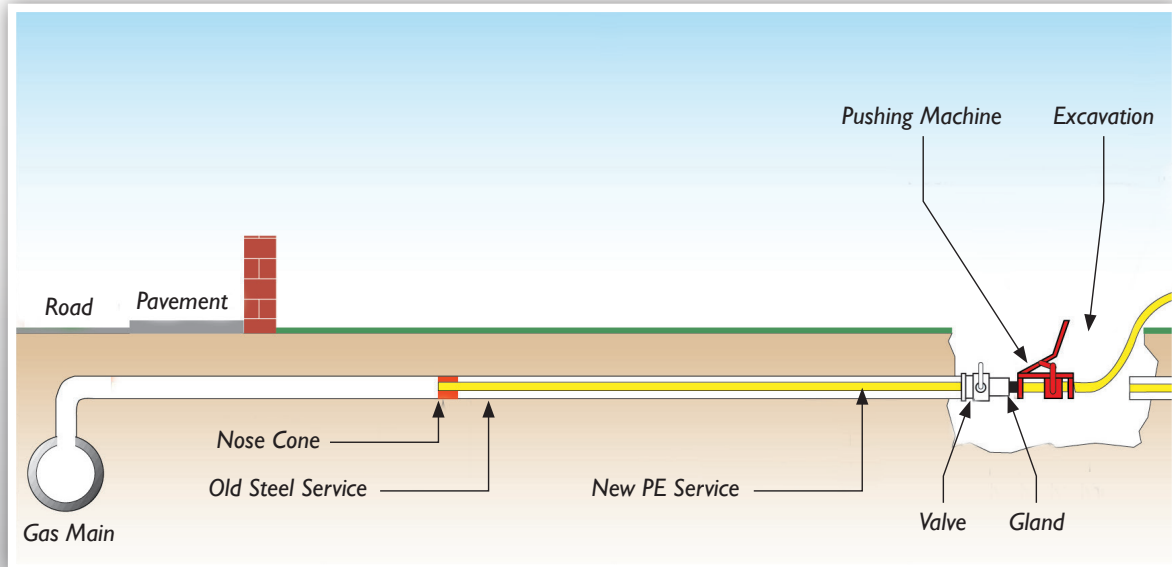 Pushing Machine
Excavation
Road
Pavement
Nose Cone
Old Steel Service
New PE Service
Valve
Gland
Gas Main